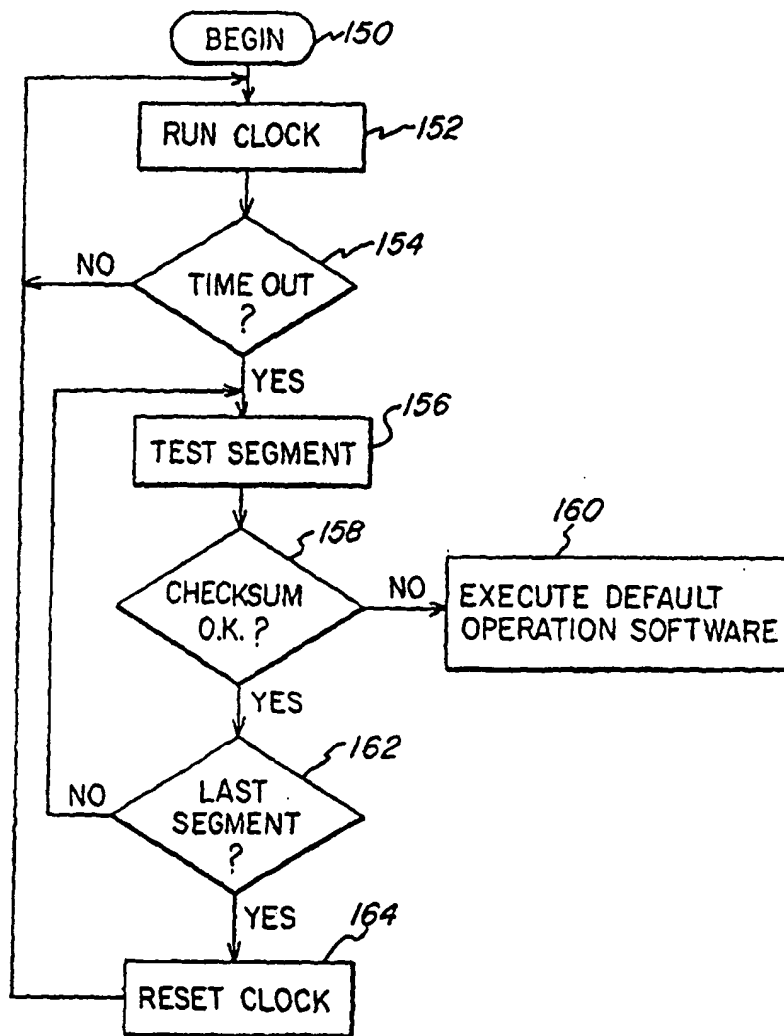 BEGIN
150
RUN CLOCK
152
154
NO
TIME OUT
?
YES
156
TEST SEGMENT
158
160
CHECKSUM
O.K. ?
NO
EXECUTE DEFAULT
OPERATION SOFTWARE
YES
162
NO
LAST
SEGMENT
?
YES
164
RESET CLOCK